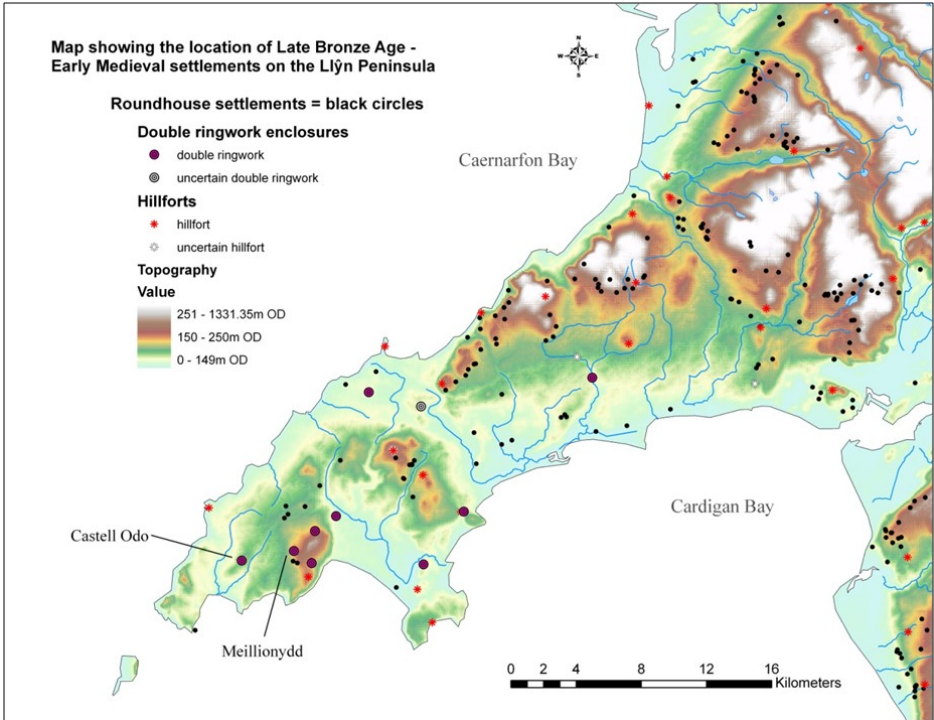 Map showing the location of Late Bronze Age -
Early Medieval settlements on the Llŷn Peninsula
Roundhouse settlements = black circles
Double ringwork enclosures
double ringwork
uncertain double ringwork
Hillforts
hillfort
uncertain hillfort
Topography
Value
251 - 1331.35m OD
150 - 250m OD
0 - 149m OD
N
W E
S
Caernarfon Bay
Cardigan Bay
Castell Odo
Meillionydd
0 2 4 8 12 16
Kilometers